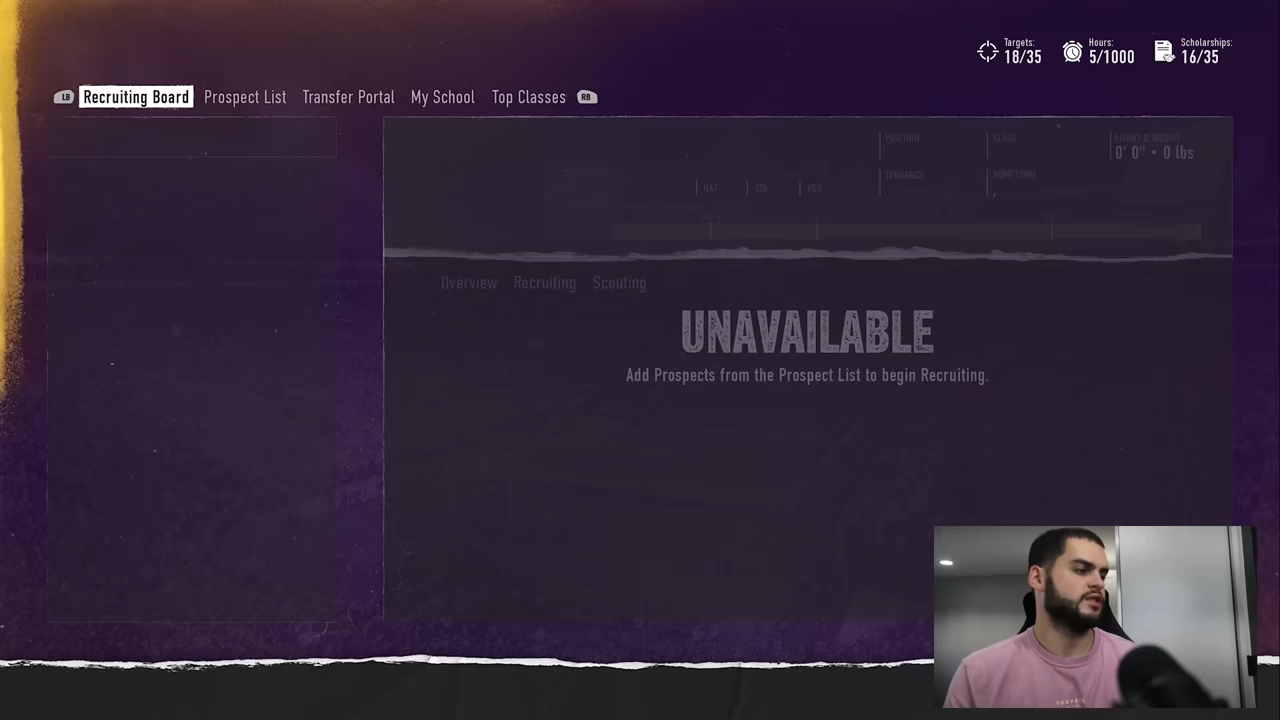 Targets:
18/35
Hours:
5/1000
Scholarships:
16/35
LB Recruiting Board Prospect List Transfer Portal My School Top Classes RB
POSITION CLASS HEIGHT & WEIGHT
0' 0" • 0 lbs
TENDENCY HOMETOWN
NAT STA POS
Overview Recruiting Scouting
UNAVAILABLE
Add Prospects from the Prospect List to begin Recruiting.